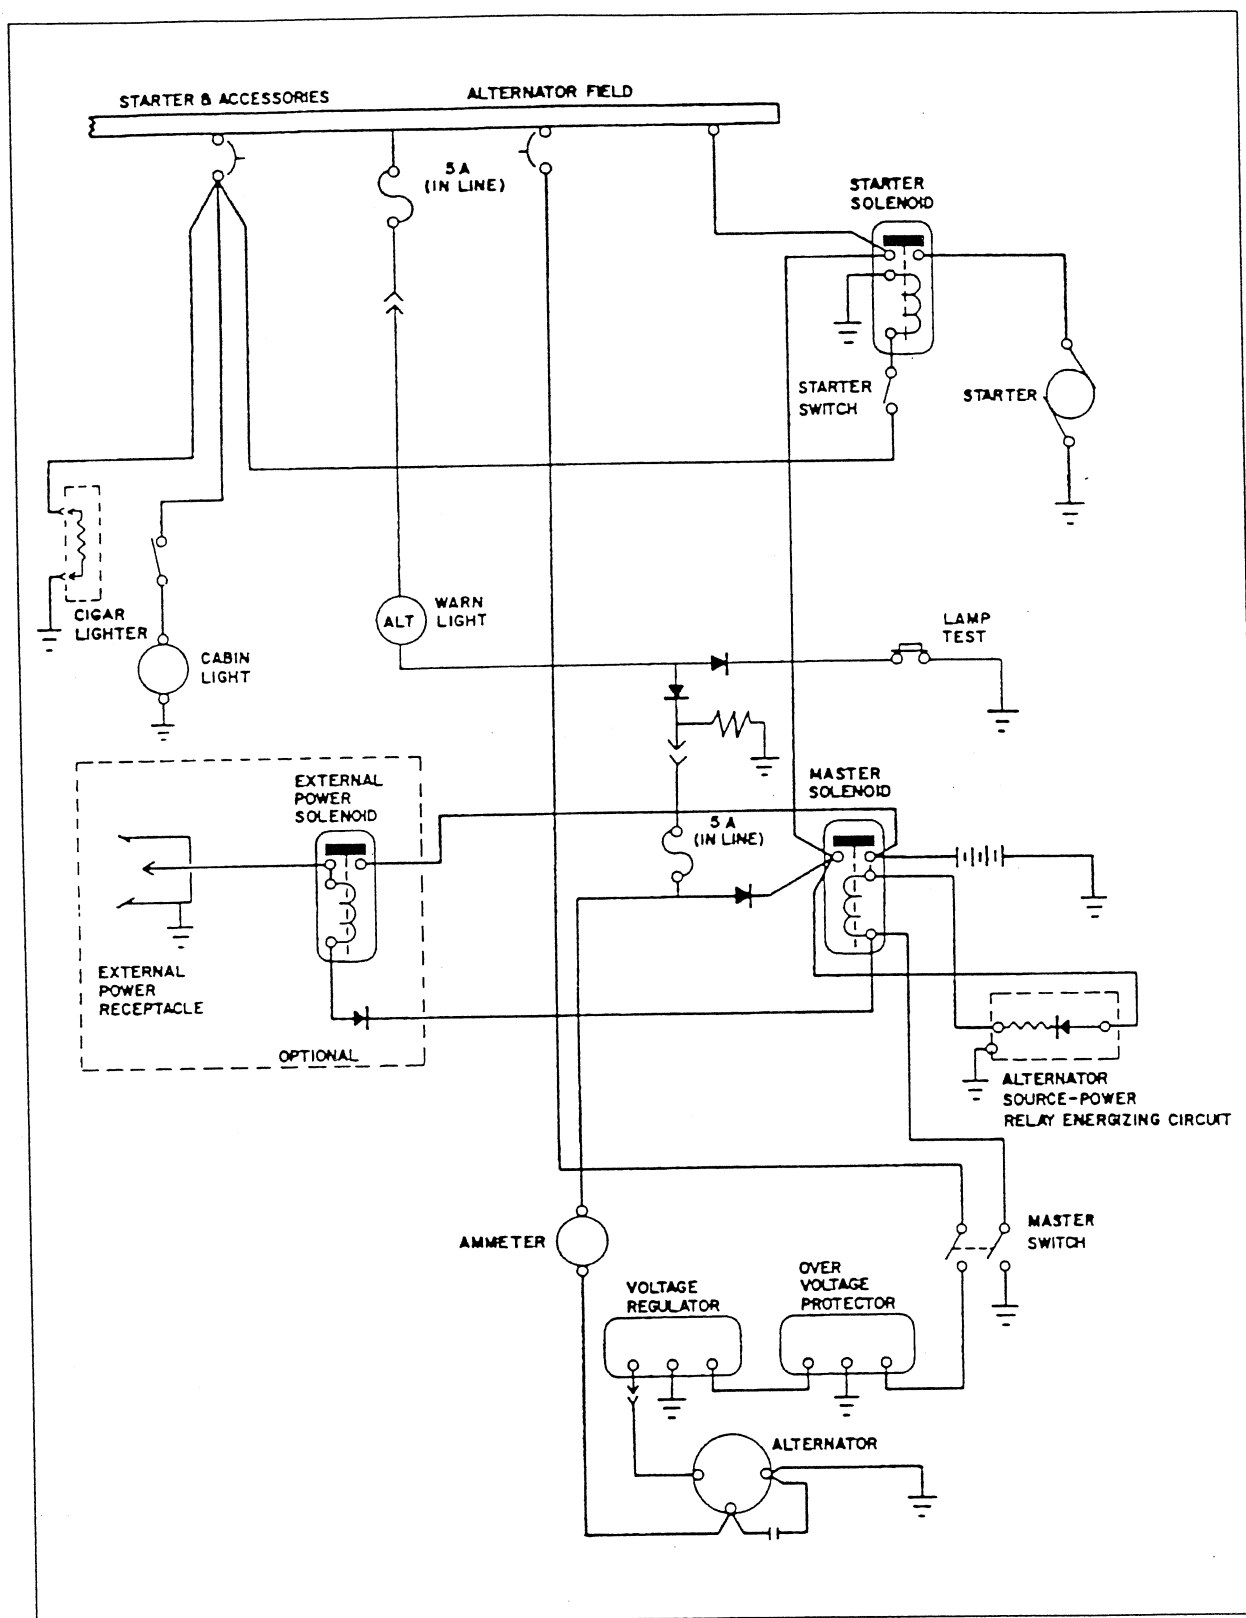 STARTER & ACCESSORIES
ALTERNATOR FIELD
5 A
(IN LINE)
STARTER
SOLENOID
STARTER
SWITCH
STARTER
CIGAR
LIGHTER
CABIN
LIGHT
ALT
WARN
LIGHT
LAMP
TEST
EXTERNAL
POWER
SOLENOID
MASTER
SOLENOID
5 A
(IN LINE)
EXTERNAL
POWER
RECEPTACLE
OPTIONAL
ALTERNATOR
SOURCE-POWER
RELAY ENERGIZING CIRCUIT
AMMETER
MASTER
SWITCH
VOLTAGE
REGULATOR
OVER
VOLTAGE
PROTECTOR
ALTERNATOR